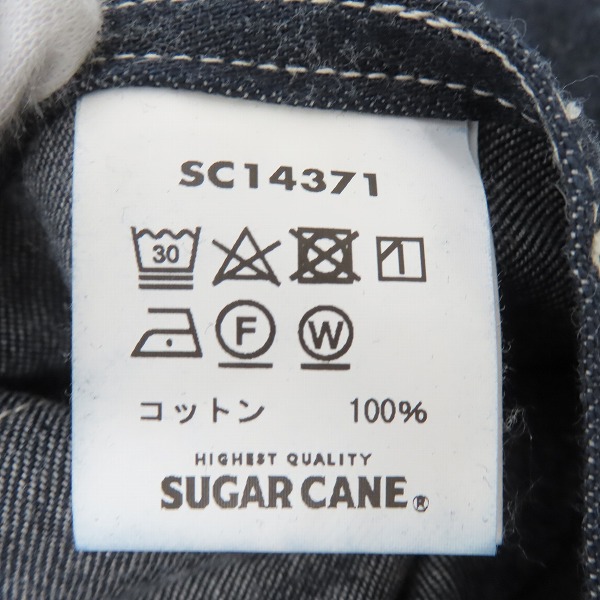 SC14371
30
F W
コットン 100%
HIGHEST QUALITY
SUGAR CANE®